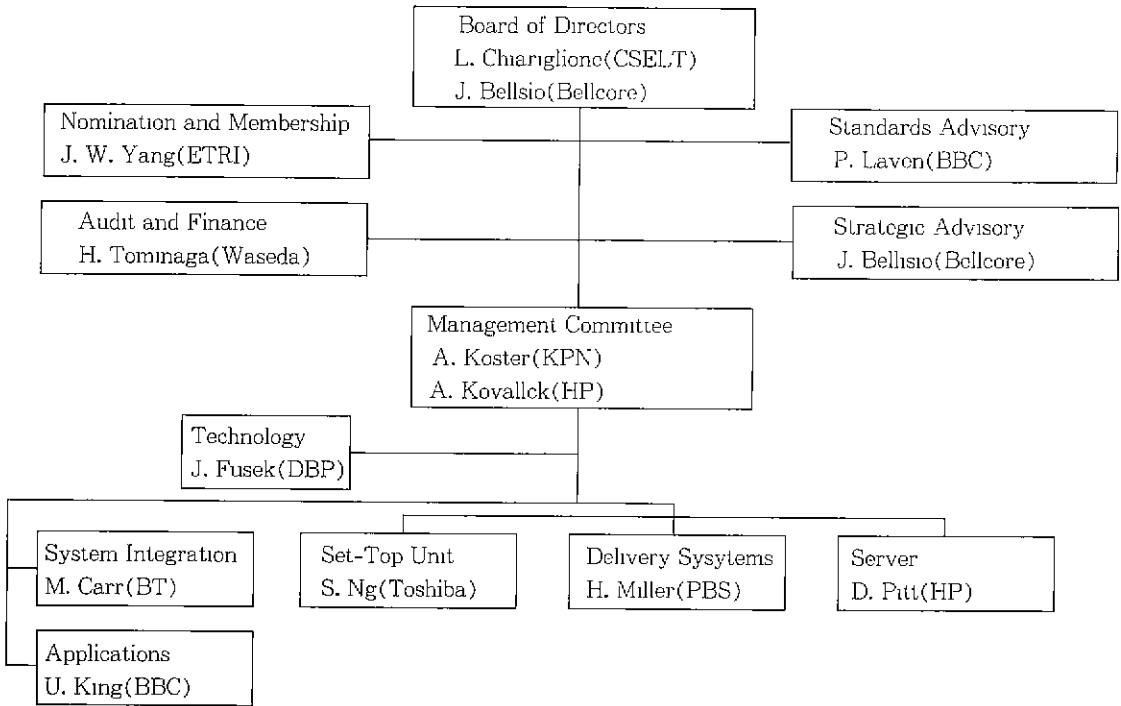 Board of Directors
L. Chiariglione(CSELT)
J. Bellsio(Bellcore)
Nomination and Membership
J. W. Yang(ETRI)
Standards Advisory
P. Laven(BBC)
Audit and Finance
H. Tominaga(Waseda)
Strategic Advisory
J. Bellisio(Bellcore)
Management Committee
A. Koster(KPN)
A. Kovalick(HP)
Technology
J. Fusek(DBP)
System Integration
M. Carr(BT)
Set-Top Unit
S. Ng(Toshiba)
Delivery Sysytems
H. Miller(PBS)
Server
D. Pitt(HP)
Applications
U. King(BBC)